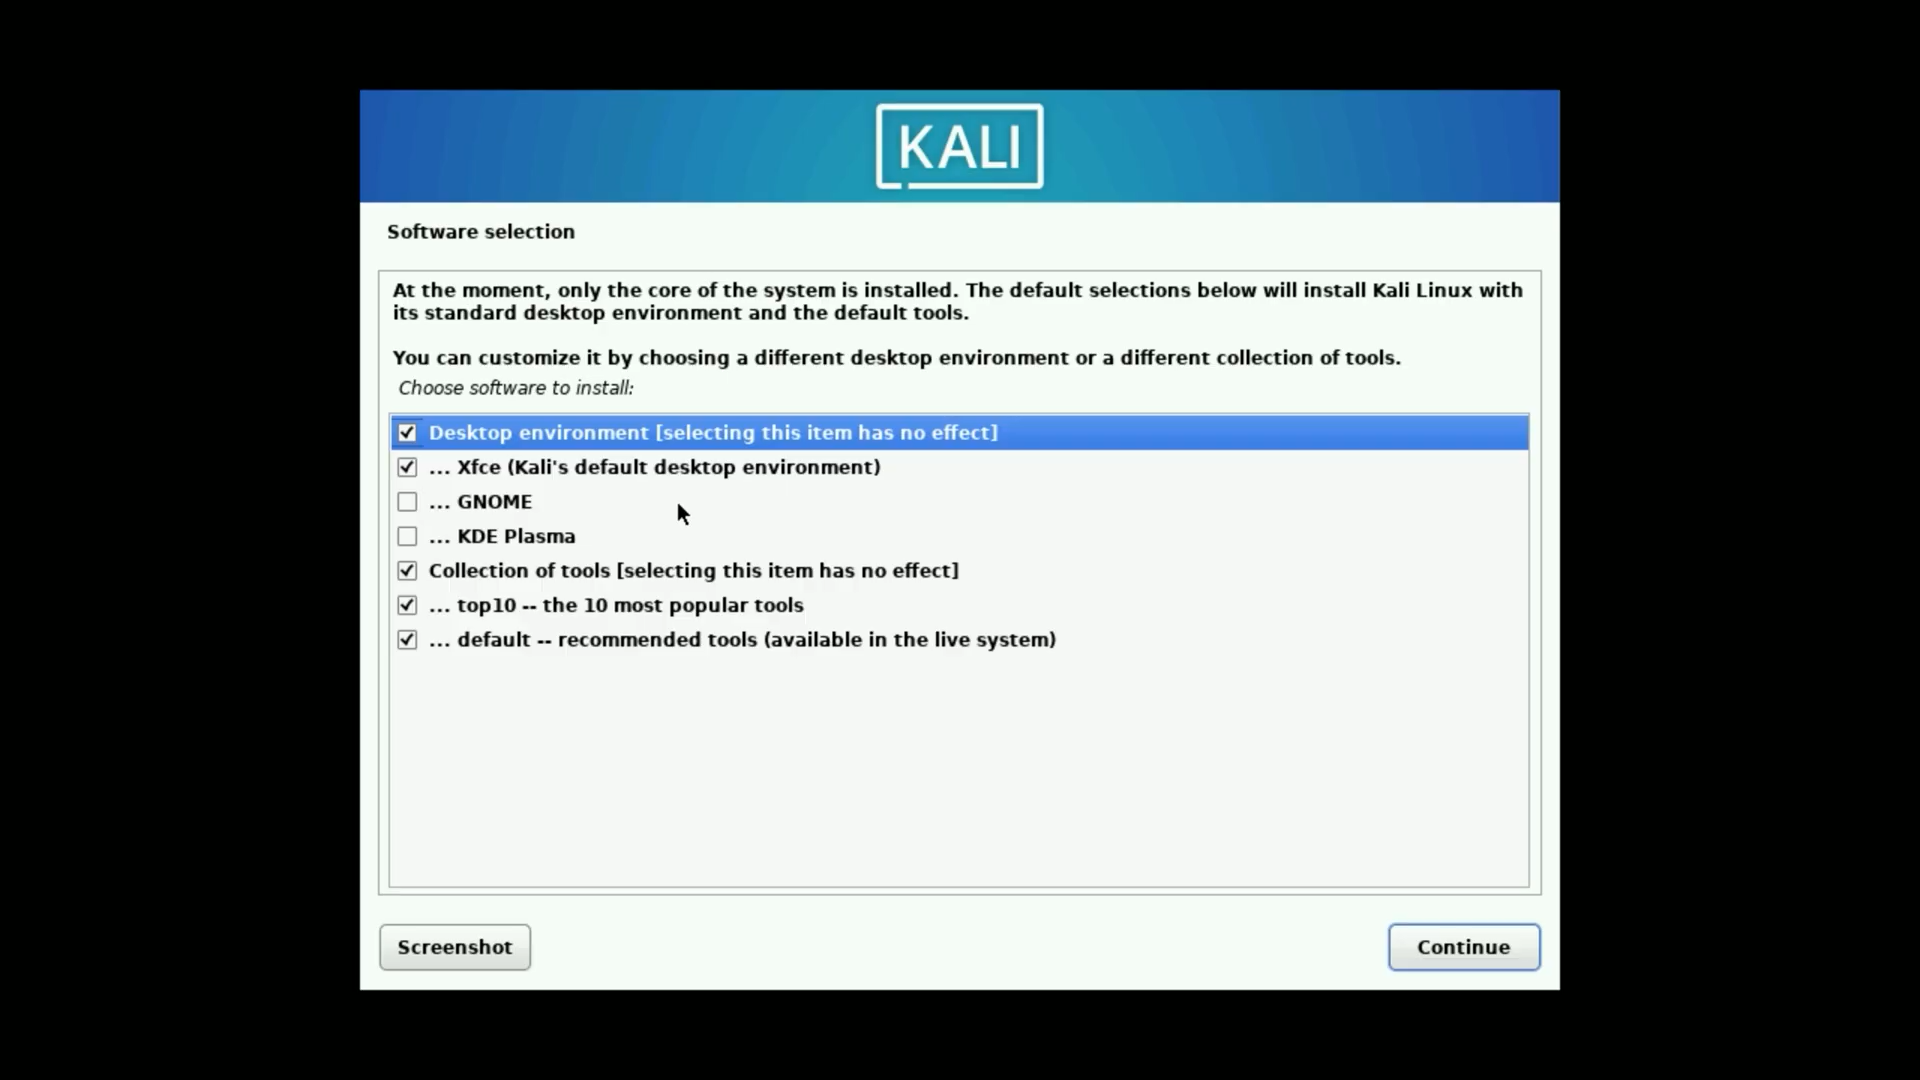 KALI
Software selection
At the moment, only the core of the system is installed. The default selections below will install Kali Linux with
its standard desktop environment and the default tools.
You can customize it by choosing a different desktop environment or a different collection of tools.
Choose software to install:
Desktop environment [selecting this item has no effect]
... Xfce (Kali's default desktop environment)
... GNOME
... KDE Plasma
Collection of tools [selecting this item has no effect]
... top10 -- the 10 most popular tools
... default -- recommended tools (available in the live system)
Screenshot
Continue